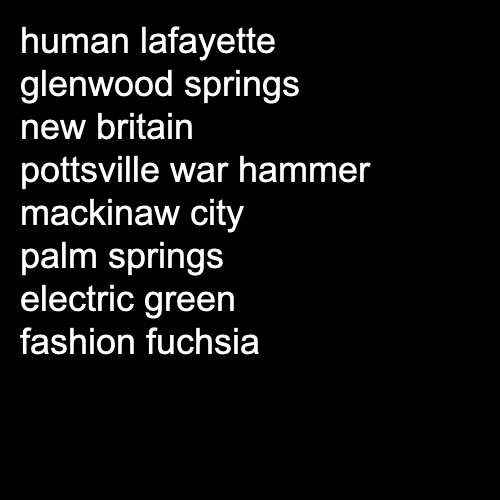 human lafayette
glenwood springs
new britain
pottsville war hammer
mackinaw city
palm springs
electric green
fashion fuchsia